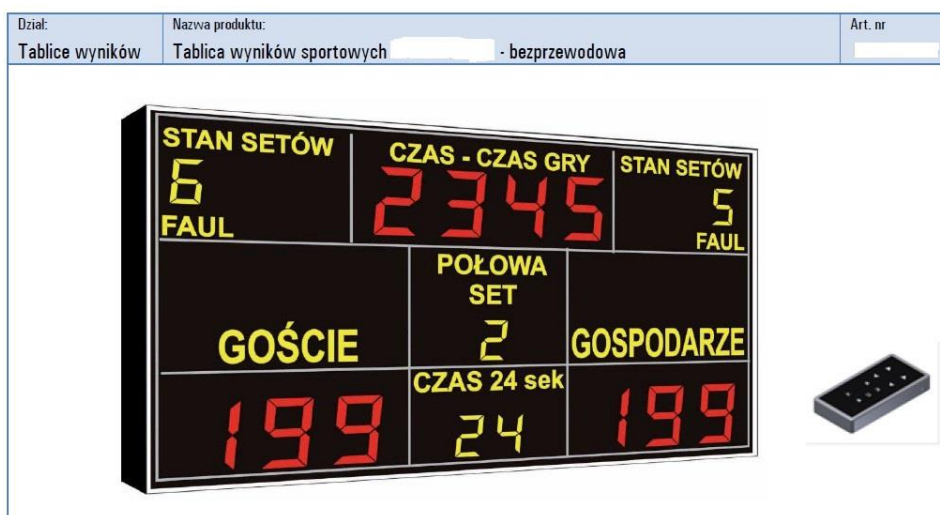 Dział:
Nazwa produktu:
Art. nr
Tablice wyników
Tablica wyników sportowych - bezprzewodowa
STAN SETÓW
CZAS - CZAS GRY
STAN SETÓW
6
2345
5
FAUL
FAUL
POŁOWA
SET
2
GOŚCIE
GOSPODARZE
CZAS 24 sek
199
24
199